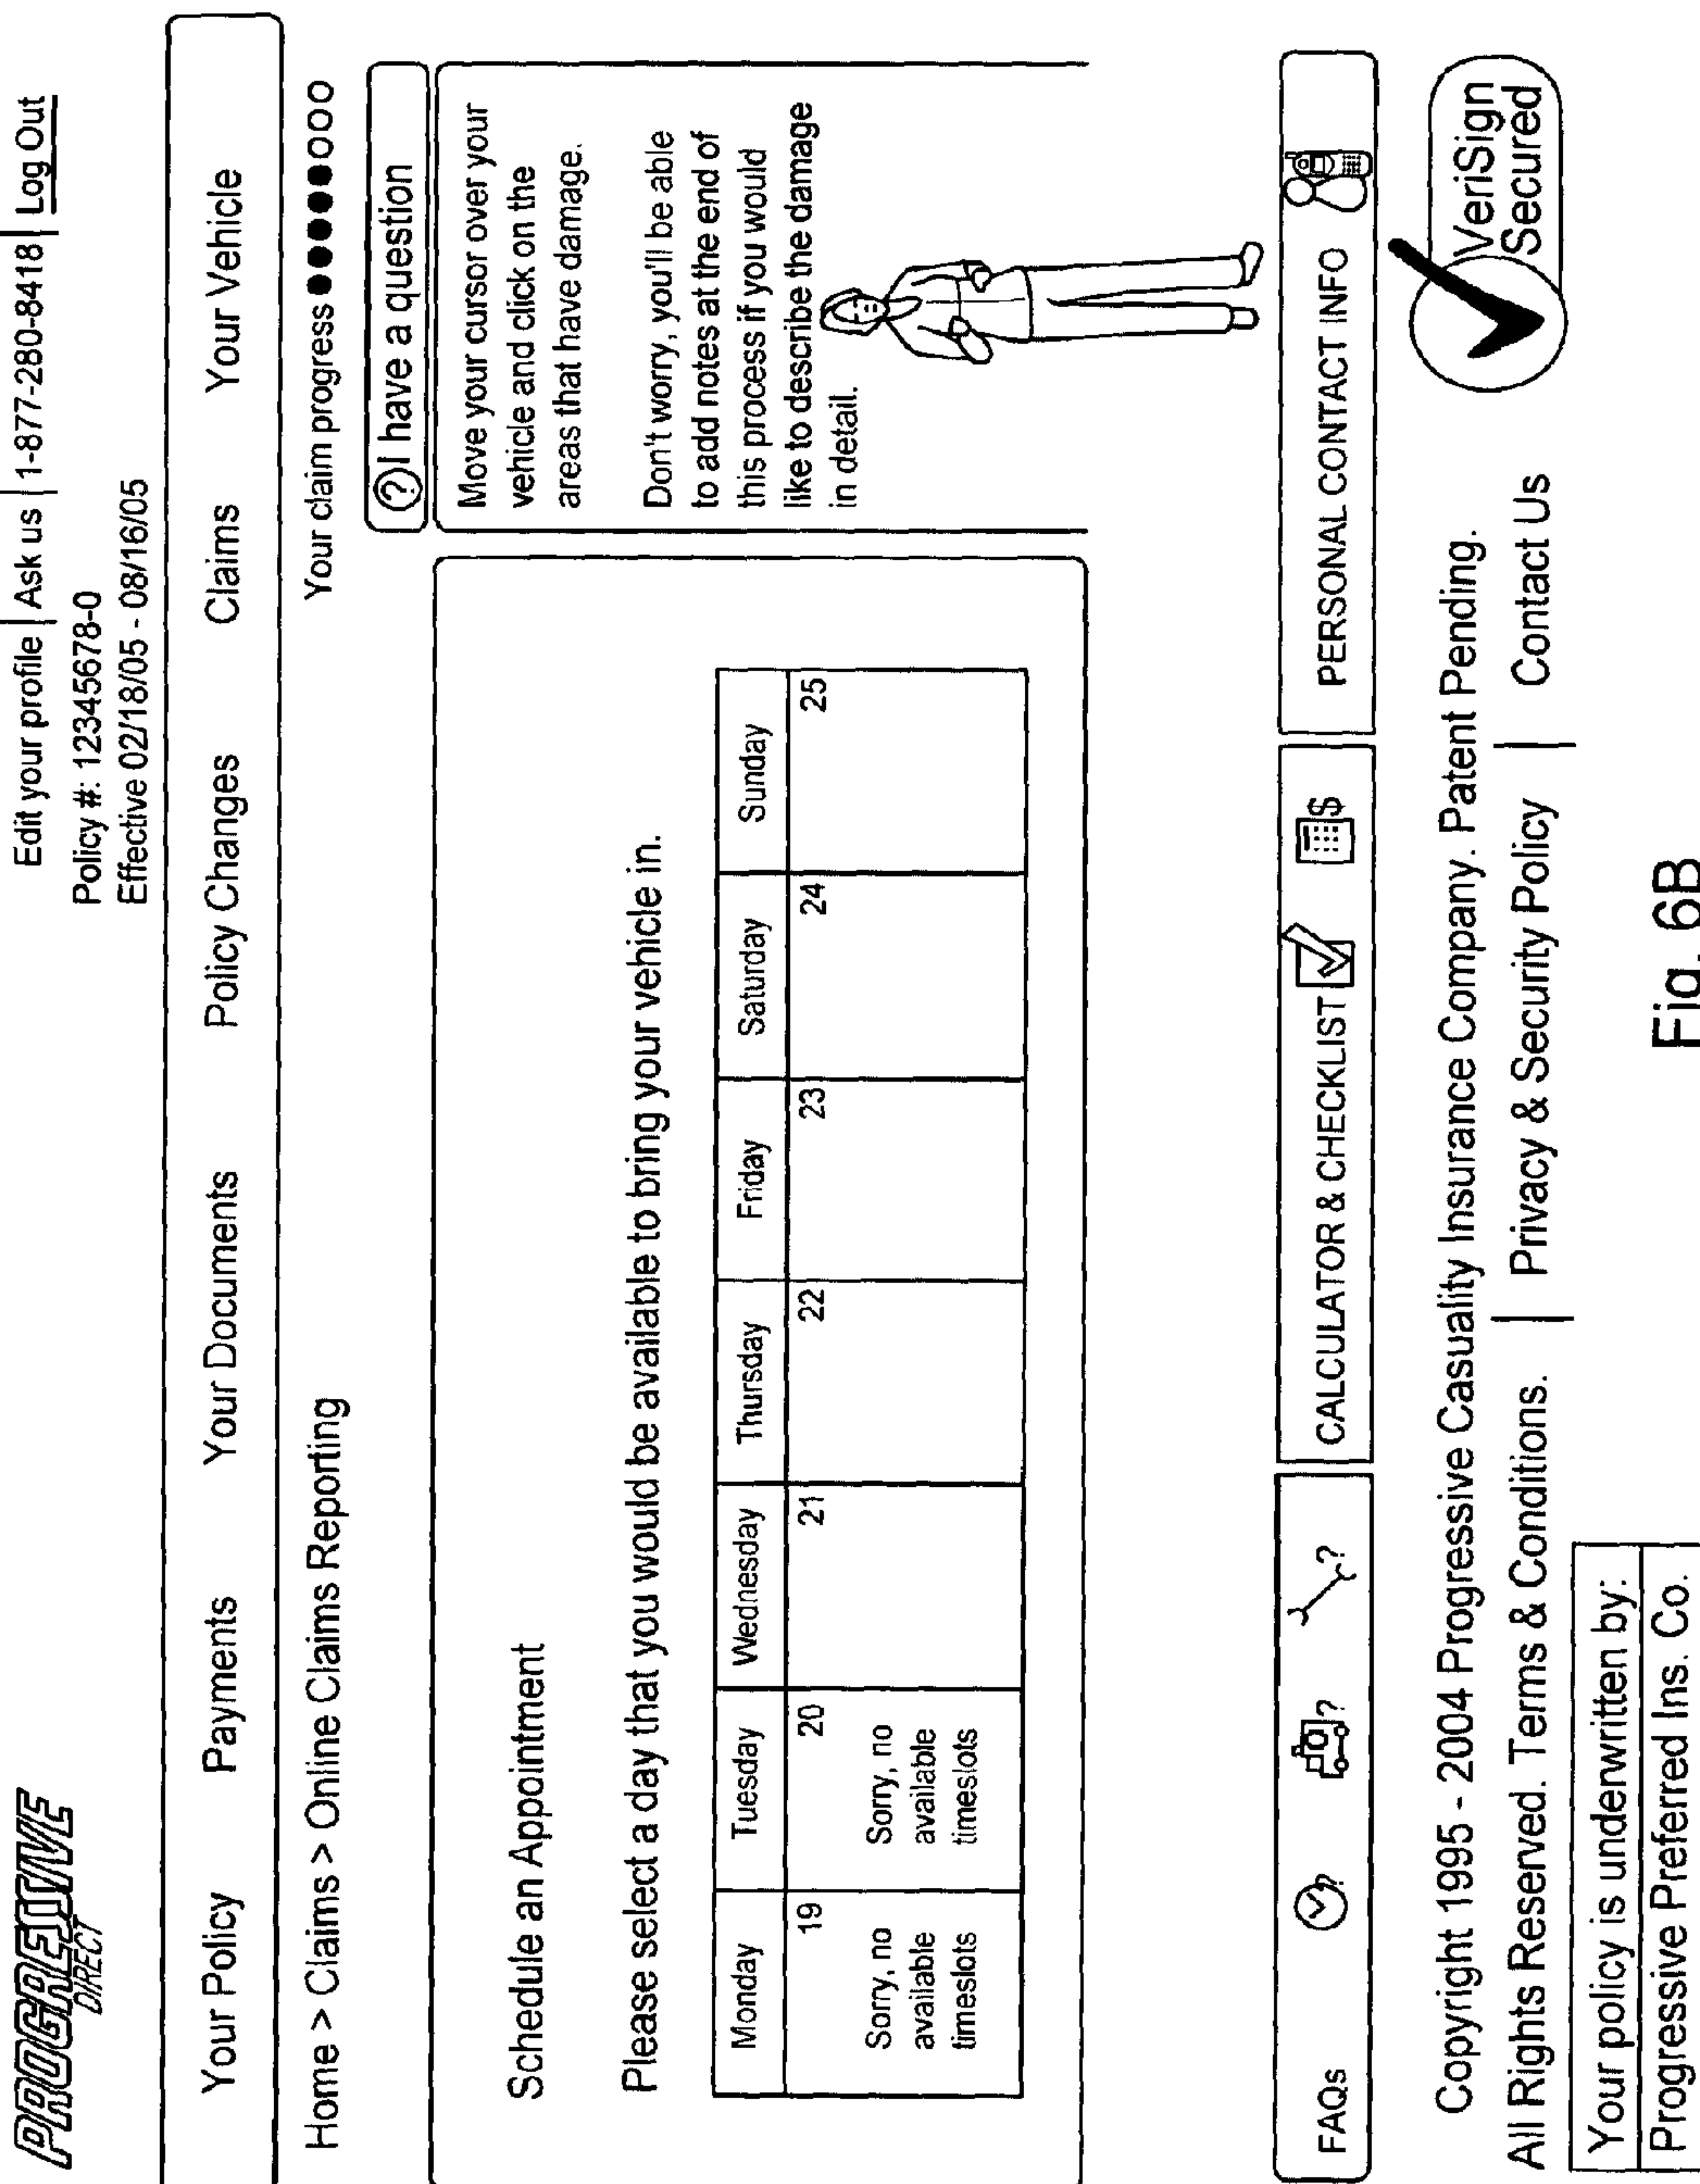 PROGRESSIVE
DIRECT
Edit your profile | Ask us | 1-877-280-8418 | Log Out
Policy #: 12345678-0
Effective 02/18/05 - 08/16/05
Your Policy Payments Your Documents Policy Changes Claims Your Vehicle
Home > Claims > Online Claims Reporting
Your claim progress
Schedule an Appointment
Please select a day that you would be available to bring your vehicle in.
Monday Tuesday Wednesday Thursday Friday Saturday Sunday
19 20 21 22 23 24 25
Sorry, no Sorry, no
available available
timeslots timeslots
? I have a question
Move your cursor over your
vehicle and click on the
areas that have damage.
Don't worry, you'll be able
to add notes at the end of
this process if you would
like to describe the damage
in detail.
FAQs ? ? ? CALCULATOR & CHECKLIST $ PERSONAL CONTACT INFO
Copyright 1995 - 2004 Progressive Casuality Insurance Company. Patent Pending.
All Rights Reserved. Terms & Conditions. | Privacy & Security Policy | Contact Us
VeriSign
Secured
Your policy is underwritten by:
Progressive Preferred Ins. Co.
Fig. 6B